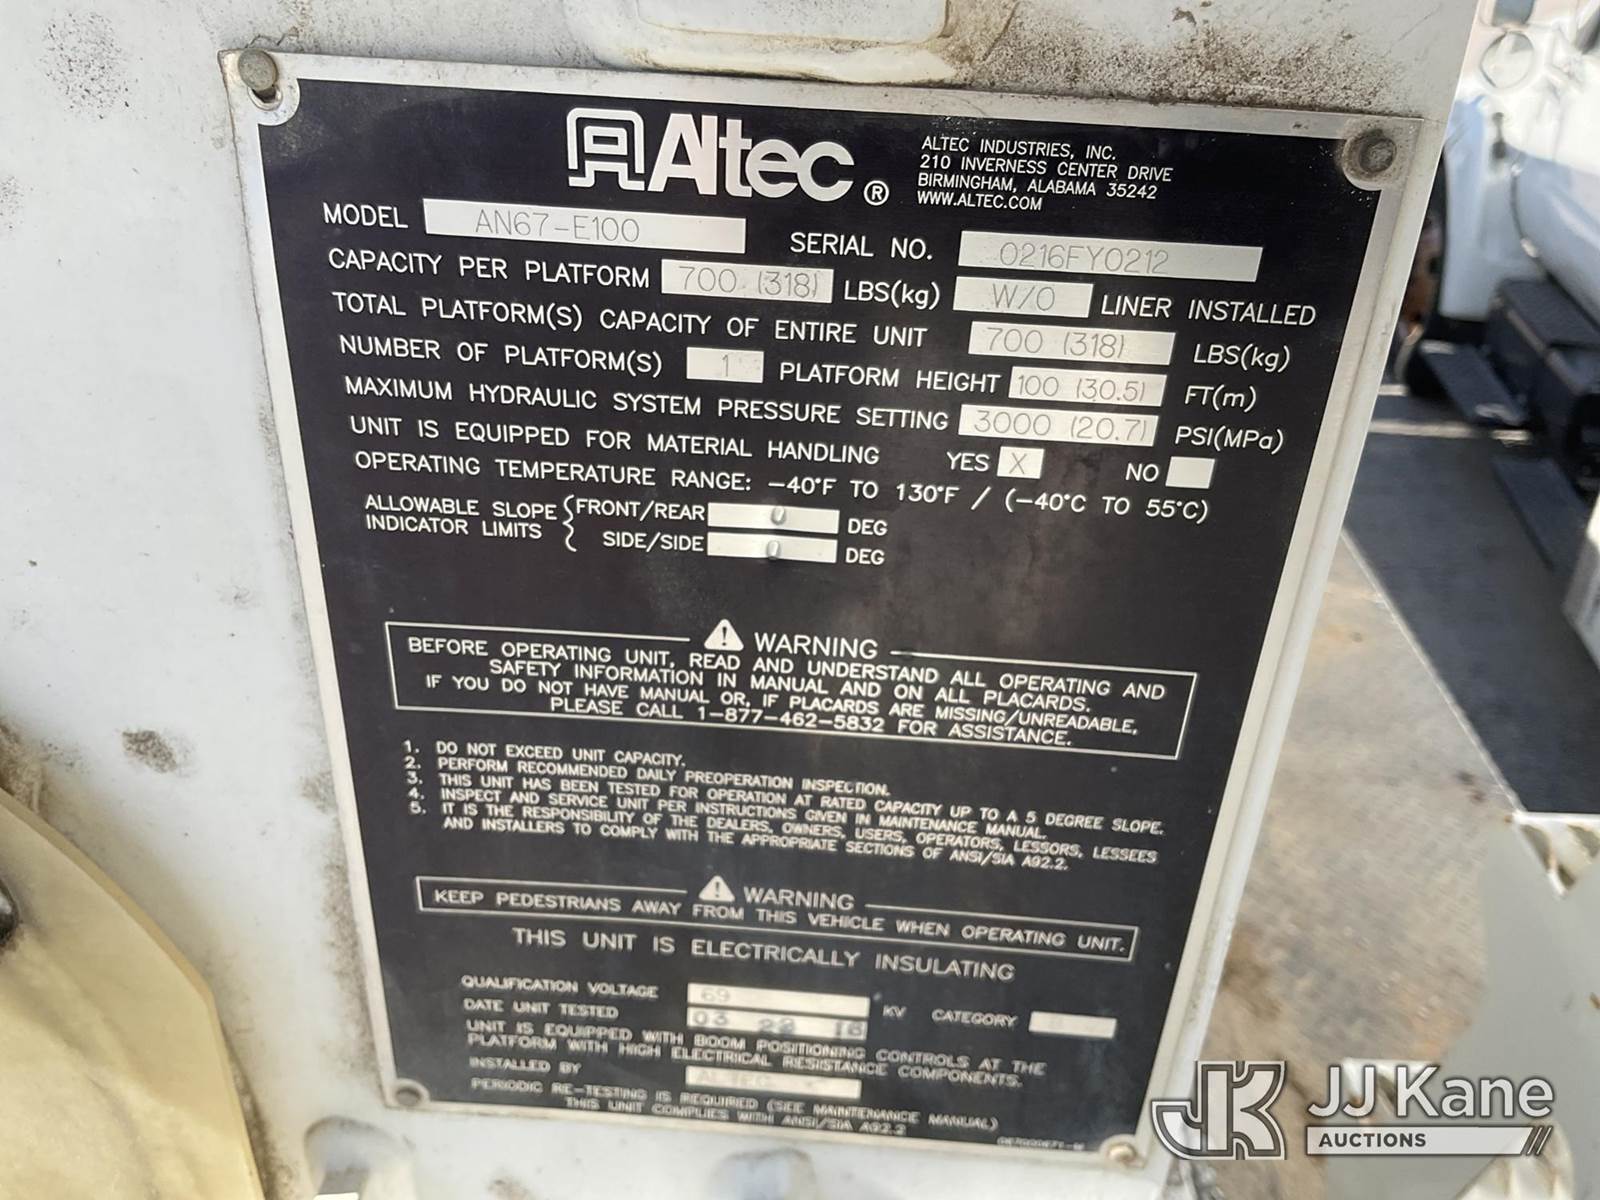 Altec ®
ALTEC INDUSTRIES, INC.
210 INVERNESS CENTER DRIVE
BIRMINGHAM, ALABAMA 35242
WWW.ALTEC.COM
MODEL AN67-E100 SERIAL NO. 0216FY0212
CAPACITY PER PLATFORM 700 (318) LBS(kg) W/O LINER INSTALLED
TOTAL PLATFORM(S) CAPACITY OF ENTIRE UNIT 700 (318) LBS(kg)
NUMBER OF PLATFORM(S) 1 PLATFORM HEIGHT 100 (30.5) FT(m)
MAXIMUM HYDRAULIC SYSTEM PRESSURE SETTING 3000 (20.7) PSI(MPa)
UNIT IS EQUIPPED FOR MATERIAL HANDLING YES X NO
OPERATING TEMPERATURE RANGE: -40°F TO 130°F / (-40°C TO 55°C)
ALLOWABLE SLOPE FRONT/REAR 0 DEG
INDICATOR LIMITS SIDE/SIDE 0 DEG
WARNING
BEFORE OPERATING UNIT, READ AND UNDERSTAND ALL OPERATING AND
SAFETY INFORMATION IN MANUAL AND ON ALL PLACARDS.
IF YOU DO NOT HAVE MANUAL OR, IF PLACARDS ARE MISSING/UNREADABLE,
PLEASE CALL 1-877-462-5832 FOR ASSISTANCE.
1. DO NOT EXCEED UNIT CAPACITY.
2. PERFORM RECOMMENDED DAILY PREOPERATION INSPECTION.
3. THIS UNIT HAS BEEN TESTED FOR OPERATION AT RATED CAPACITY UP TO A 5 DEGREE SLOPE.
4. INSPECT AND SERVICE UNIT PER INSTRUCTIONS GIVEN IN MAINTENANCE MANUAL.
5. IT IS THE RESPONSIBILITY OF THE DEALERS, OWNERS, USERS, OPERATORS, LESSORS, LESSEES
AND INSTALLERS TO COMPLY WITH THE APPROPRIATE SECTIONS OF ANSI/SIA A92.2.
WARNING
KEEP PEDESTRIANS AWAY FROM THIS VEHICLE WHEN OPERATING UNIT.
THIS UNIT IS ELECTRICALLY INSULATING
QUALIFICATION VOLTAGE 69 KV CATEGORY
DATE UNIT TESTED 03 22 16
UNIT IS EQUIPPED WITH BOOM POSITIONING CONTROLS AT THE
PLATFORM WITH HIGH ELECTRICAL RESISTANCE COMPONENTS.
INSTALLED BY ALTEC
PERIODIC RE-TESTING IS REQUIRED (SEE MAINTENANCE MANUAL)
THIS UNIT COMPLIES WITH ANSI/SIA A92.2
JK JJ Kane
AUCTIONS